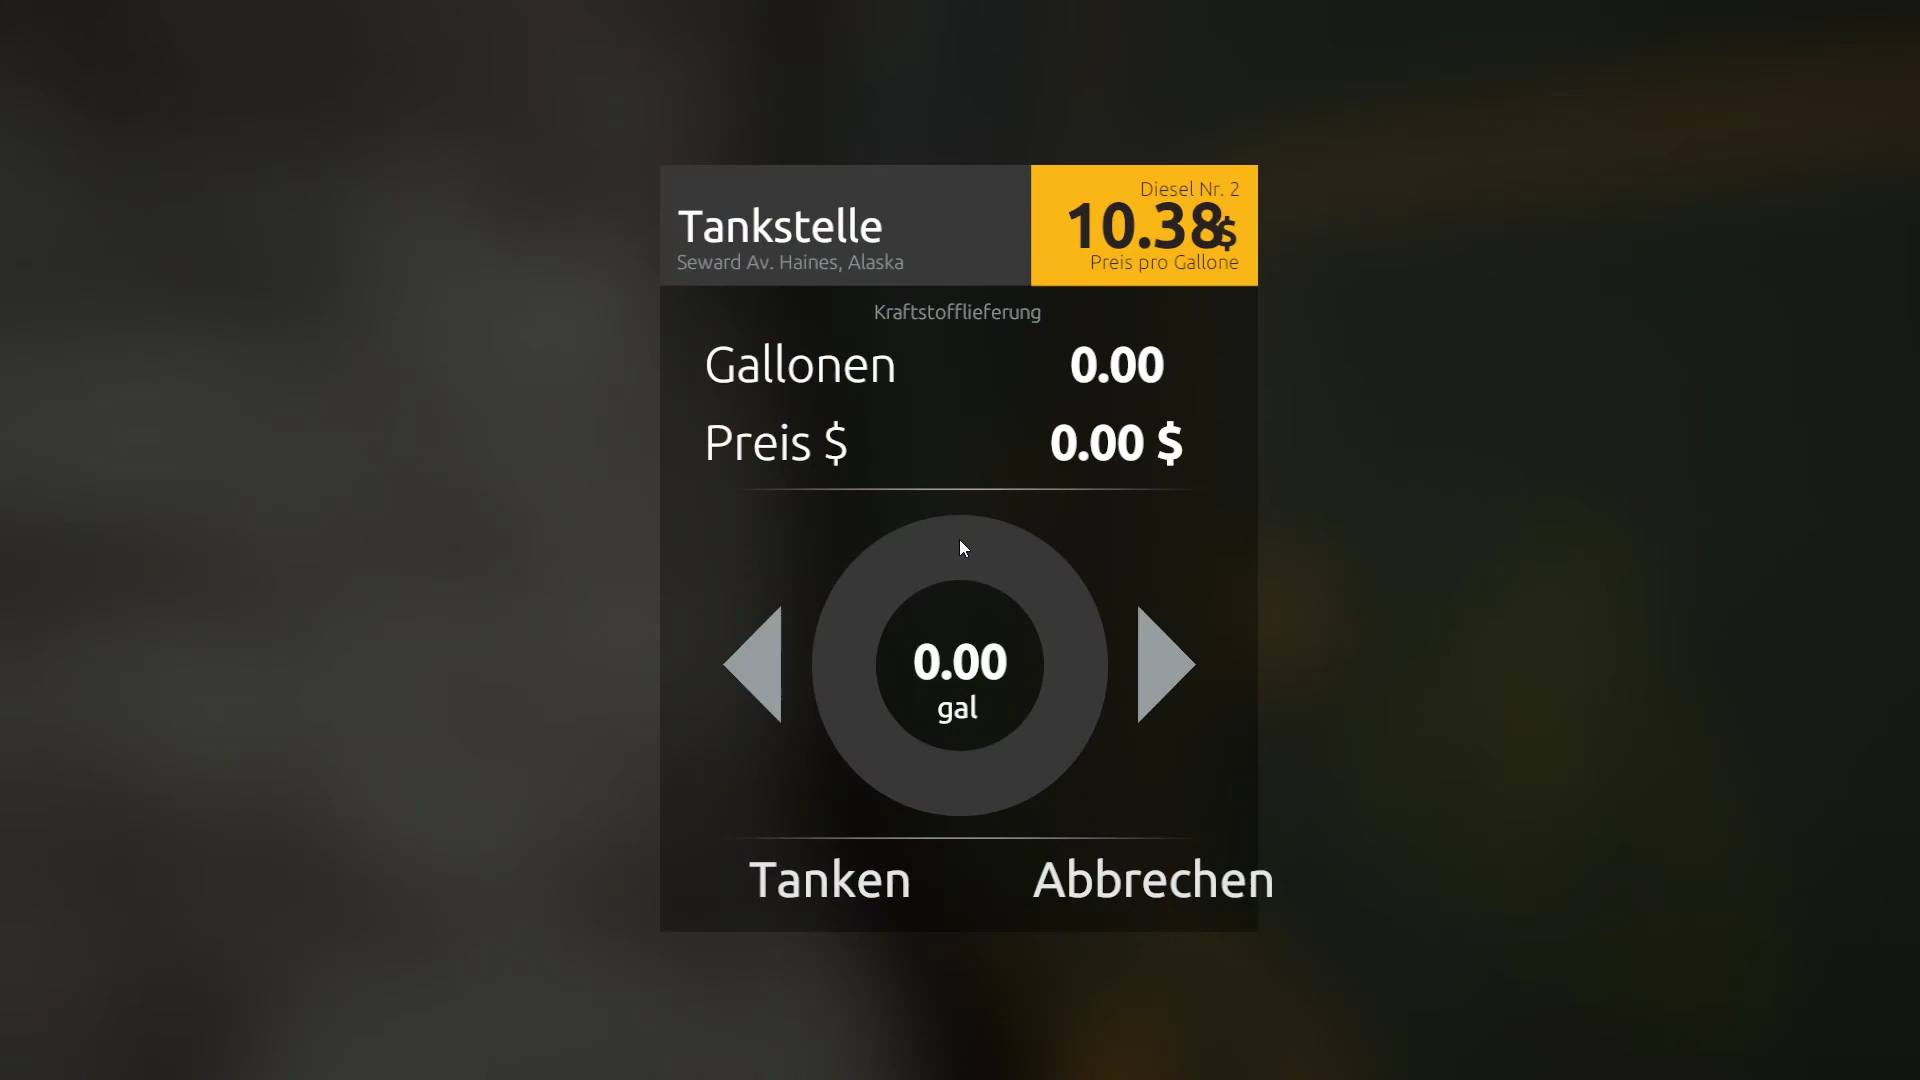 Tankstelle
Seward Av. Haines, Alaska
Diesel Nr. 2
10.38$
Preis pro Gallone
Kraftstofflieferung
Gallonen 0.00
Preis $ 0.00 $
0.00
gal
Tanken Abbrechen